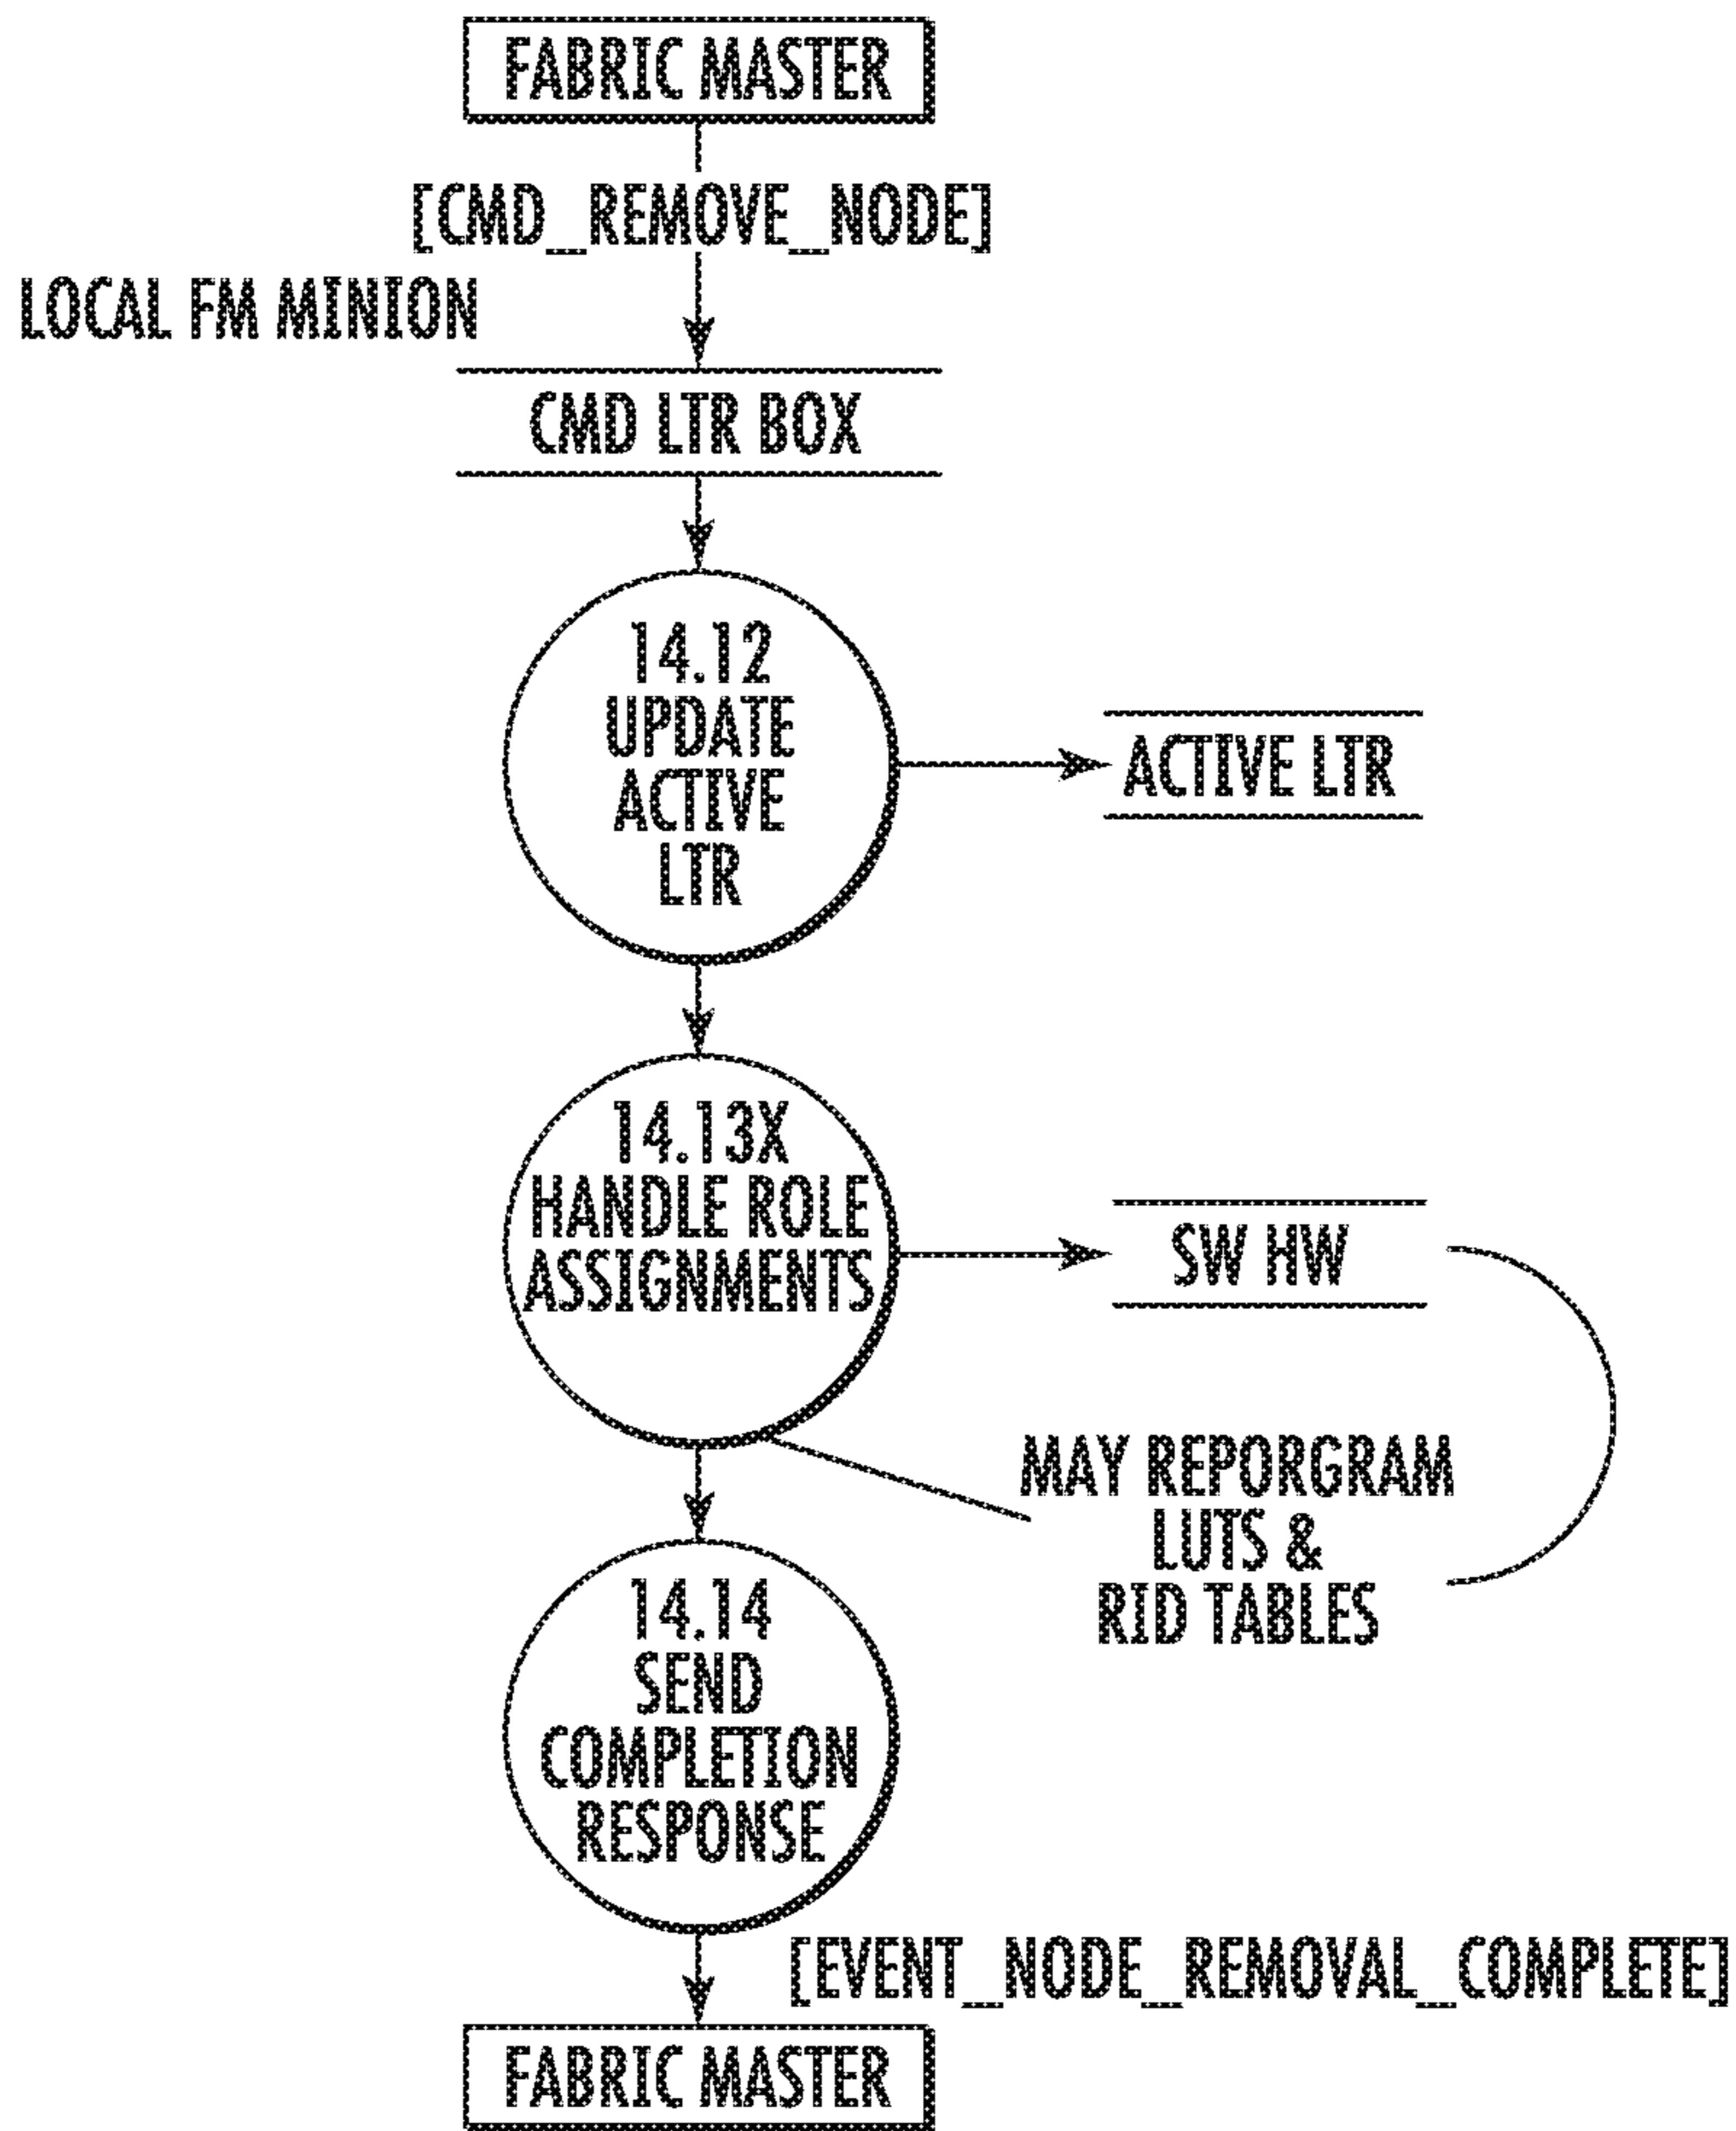 FABRIC MASTER
[CMD_REMOVE_NODE]
LOCAL FM MINION
CMD LTR BOX
14.12
UPDATE
ACTIVE
LTR
ACTIVE LTR
14.13X
HANDLE ROLE
ASSIGNMENTS
SW HW
MAY REPORGRAM
LUTS &
RID TABLES
14.14
SEND
COMPLETION
RESPONSE
[EVENT_NODE_REMOVAL_COMPLETE]
FABRIC MASTER